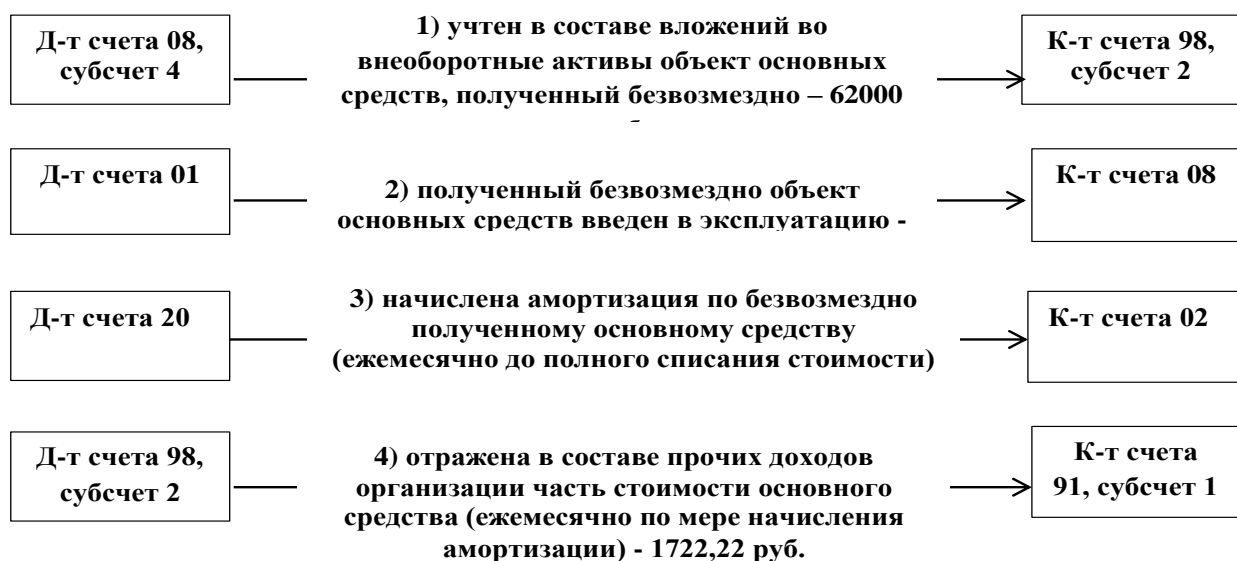 Д-т счета 08,
субсчет 4
1) учтен в составе вложений во
внеоборотные активы объект основных
средств, полученный безвозмездно – 62000
К-т счета 98,
субсчет 2
Д-т счета 01
2) полученный безвозмездно объект
основных средств введен в эксплуатацию -
К-т счета 08
Д-т счета 20
3) начислена амортизация по безвозмездно
полученному основному средству
(ежемесячно до полного списания стоимости)
К-т счета 02
Д-т счета 98,
субсчет 2
4) отражена в составе прочих доходов
организации часть стоимости основного
средства (ежемесячно по мере начисления
амортизации) - 1722,22 руб.
К-т счета
91, субсчет 1